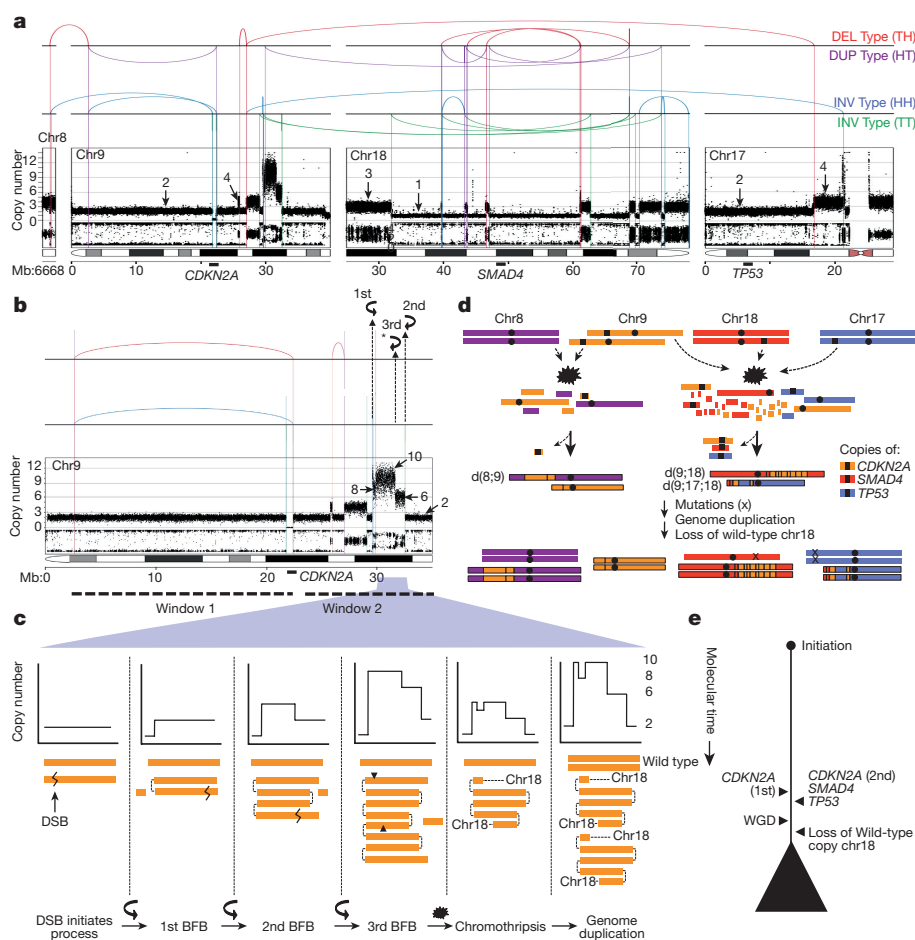 a
DEL Type (TH)
DUP Type (HT)
INV Type (HH)
INV Type (TT)
Chr8
Chr9
Chr18
Chr17
Copy number
12
9
6
3
0
2
4
3
1
2
4
Mb:6668
0
20
30
CDKN2A
30
40
50
60
70
SMAD4
0
10
20
TP53
b
1st
2nd
3rd
*
Chr9
Copy number
12
9
6
3
0
8
10
6
2
Mb:0
10
20
CDKN2A
30
Window 1
Window 2
c
Copy number
10
8
6
2
DSB
Chr18
Chr18
Wild type
Chr18
Chr18
Chr18
Chr18
DSB initiates process
1st BFB
2nd BFB
3rd BFB
Chromothripsis
Genome duplication
d
Chr8
Chr9
Chr18
Chr17
Copies of:
CDKN2A
SMAD4
TP53
d(8;9)
d(9;18)
d(9;17;18)
Mutations (x)
Genome duplication
Loss of wild-type chr18
x
X
X
e
Molecular time
Initiation
CDKN2A
(1st)
CDKN2A (2nd)
SMAD4
TP53
WGD
Loss of Wild-type
copy chr18